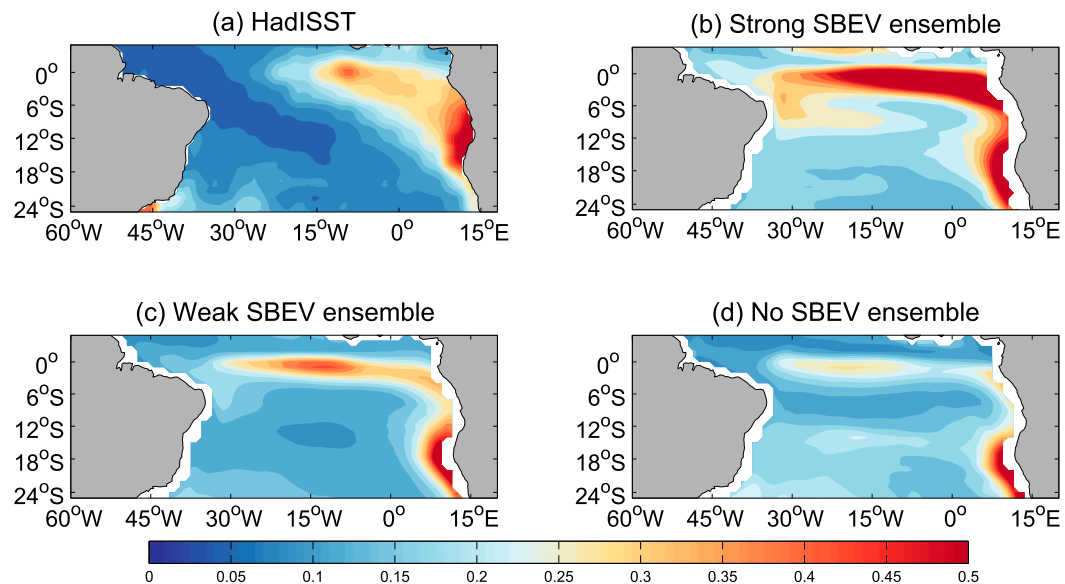 (a) HadISST
(b) Strong SBEV ensemble
0°
6°S
12°S
18°S
24°S
60°W 45°W 30°W 15°W 0° 15°E
0°
6°S
12°S
18°S
24°S
60°W 45°W 30°W 15°W 0° 15°E
(c) Weak SBEV ensemble
(d) No SBEV ensemble
0°
6°S
12°S
18°S
24°S
60°W 45°W 30°W 15°W 0° 15°E
0°
6°S
12°S
18°S
24°S
60°W 45°W 30°W 15°W 0° 15°E
0 0.05 0.1 0.15 0.2 0.25 0.3 0.35 0.4 0.45 0.5